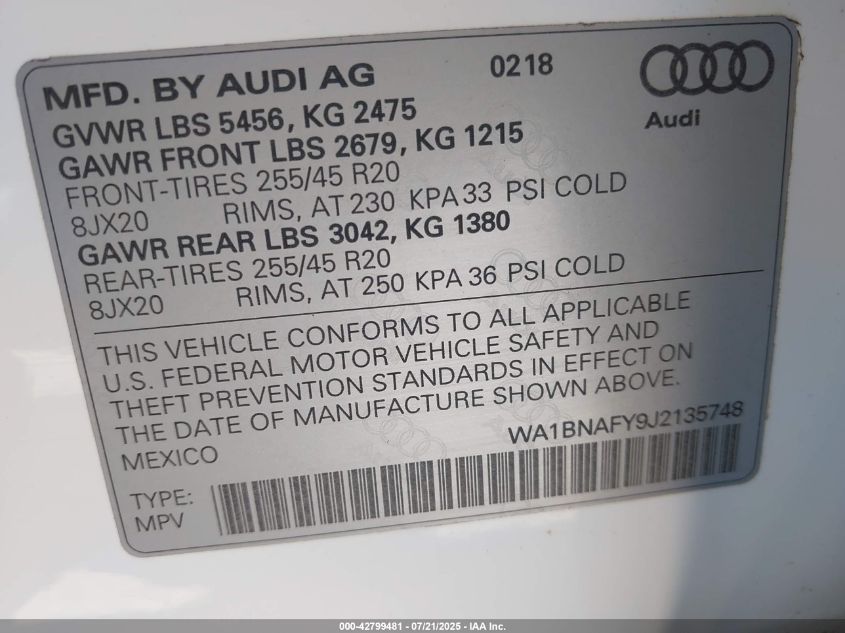 MFD. BY AUDI AG 0218
Audi
GVWR LBS 5456, KG 2475
GAWR FRONT LBS 2679, KG 1215
FRONT-TIRES 255/45 R20
8JX20 RIMS, AT 230 KPA 33 PSI COLD
GAWR REAR LBS 3042, KG 1380
REAR-TIRES 255/45 R20
8JX20 RIMS, AT 250 KPA 36 PSI COLD
THIS VEHICLE CONFORMS TO ALL APPLICABLE
U.S. FEDERAL MOTOR VEHICLE SAFETY AND
THEFT PREVENTION STANDARDS IN EFFECT ON
THE DATE OF MANUFACTURE SHOWN ABOVE.
WA1BNAFY9J2135748
MEXICO
TYPE:
MPV
000-42799481 - 07/21/2025 - IAA Inc.